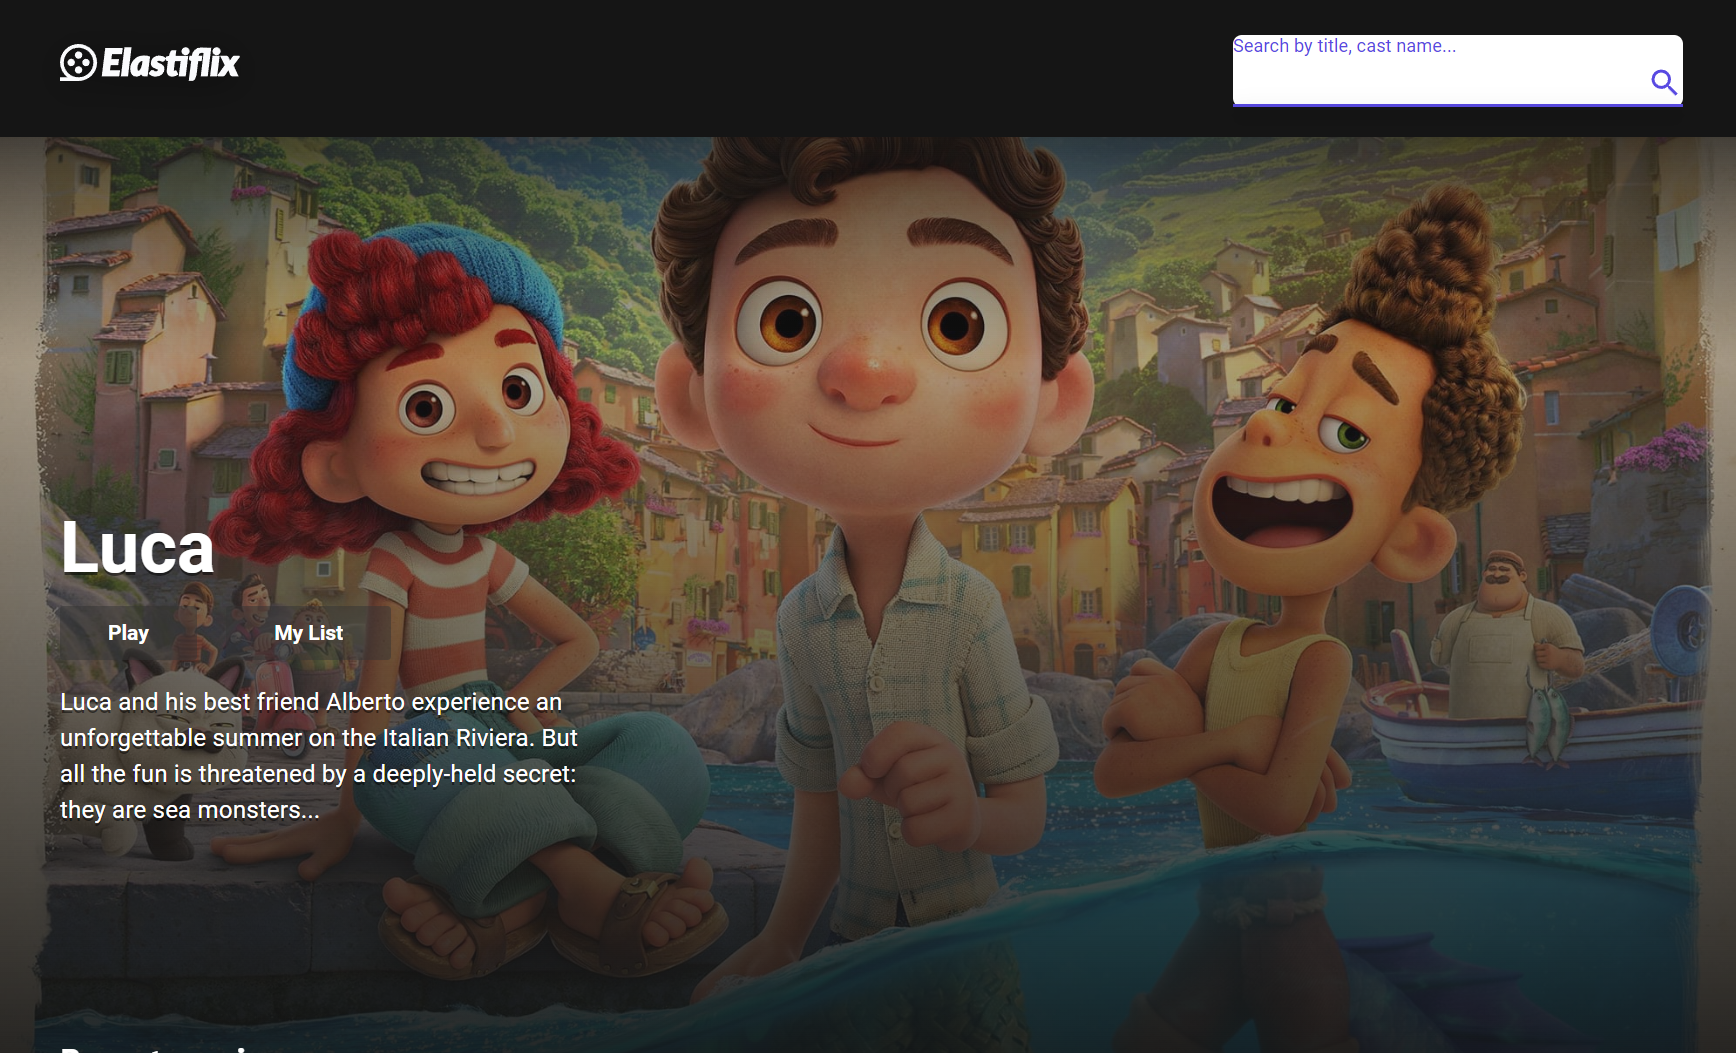 Elastiflix
Search by title, cast name...
Luca
Play
My List
Luca and his best friend Alberto experience an
unforgettable summer on the Italian Riviera. But
all the fun is threatened by a deeply-held secret:
they are sea monsters...